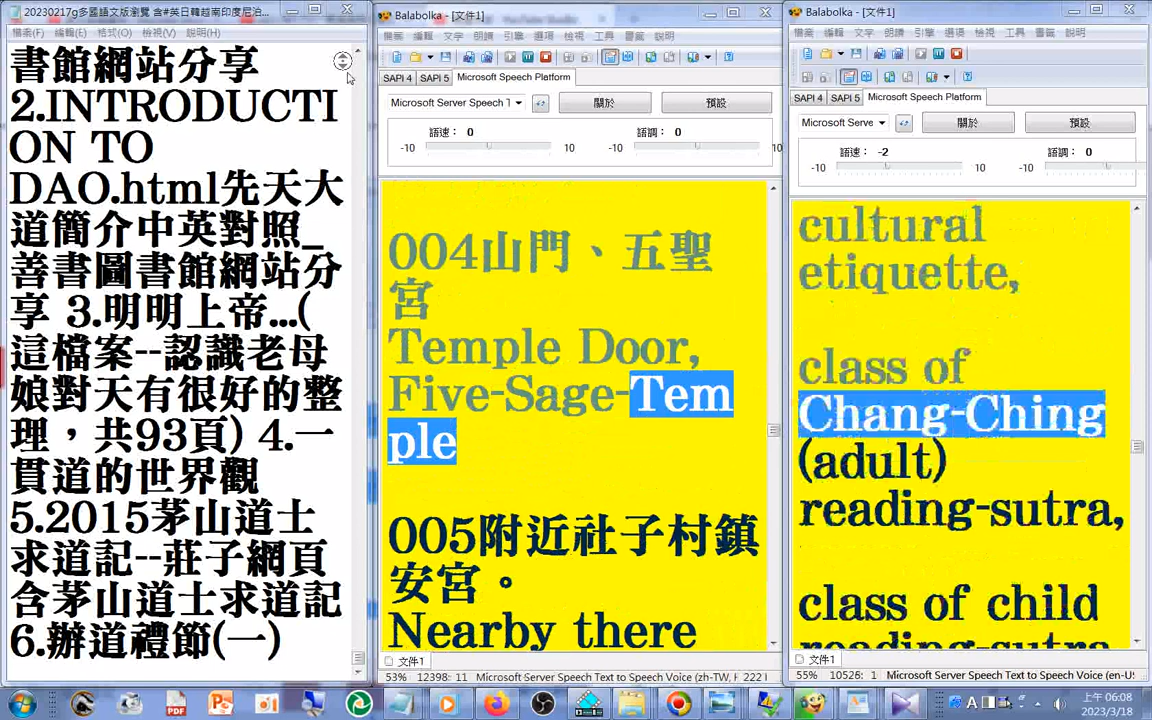 20230217g多國語文版瀏覽 含#英日韓越南印度尼泊...
檔案(F) 編輯(E) 格式(O) 檢視(V) 說明(H)
書館網站分享
2.INTRODUCTI
ON TO
DAO.html先天大
道簡介中英對照_
善書圖書館網站分
享 3.明明上帝...(
這檔案--認識老母
娘對天有很好的整
理，共93頁) 4.一
貫道的世界觀
5.2015茅山道士
求道記--莊子網頁
含茅山道士求道記
6.辦道禮節(一)
Balabolka - [文件1]
檔案 編輯 文字 朗讀 引擎 選項 檢視 工具 書籤 說明
SAPI 4 SAPI 5 Microsoft Speech Platform
Microsoft Server Speech T 關於 預設
語速： 0 語調： 0
-10 10 -10 10
004山門、五聖
宮
Temple Door,
Five-Sage-Tem
ple
005附近社子村鎮
安宮。
Nearby there
文件1
53% 12398: 11 Microsoft Server Speech Text to Speech Voice (zh-TW, H 222 I
Balabolka - [文件1]
檔案 編輯 文字 朗讀 引擎 選項 檢視 工具 書籤 說明
SAPI 4 SAPI 5 Microsoft Speech Platform
Microsoft Serve 關於 預設
語速： -2 語調： 0
-10 10 -10
cultural
etiquette,
class of
Chang-Ching
(adult)
reading-sutra,
class of child
reading-sutra
文件1
55% 10526: 1 Microsoft Server Speech Text to Speech Voice (en-U
上午 06:08
2023/3/18